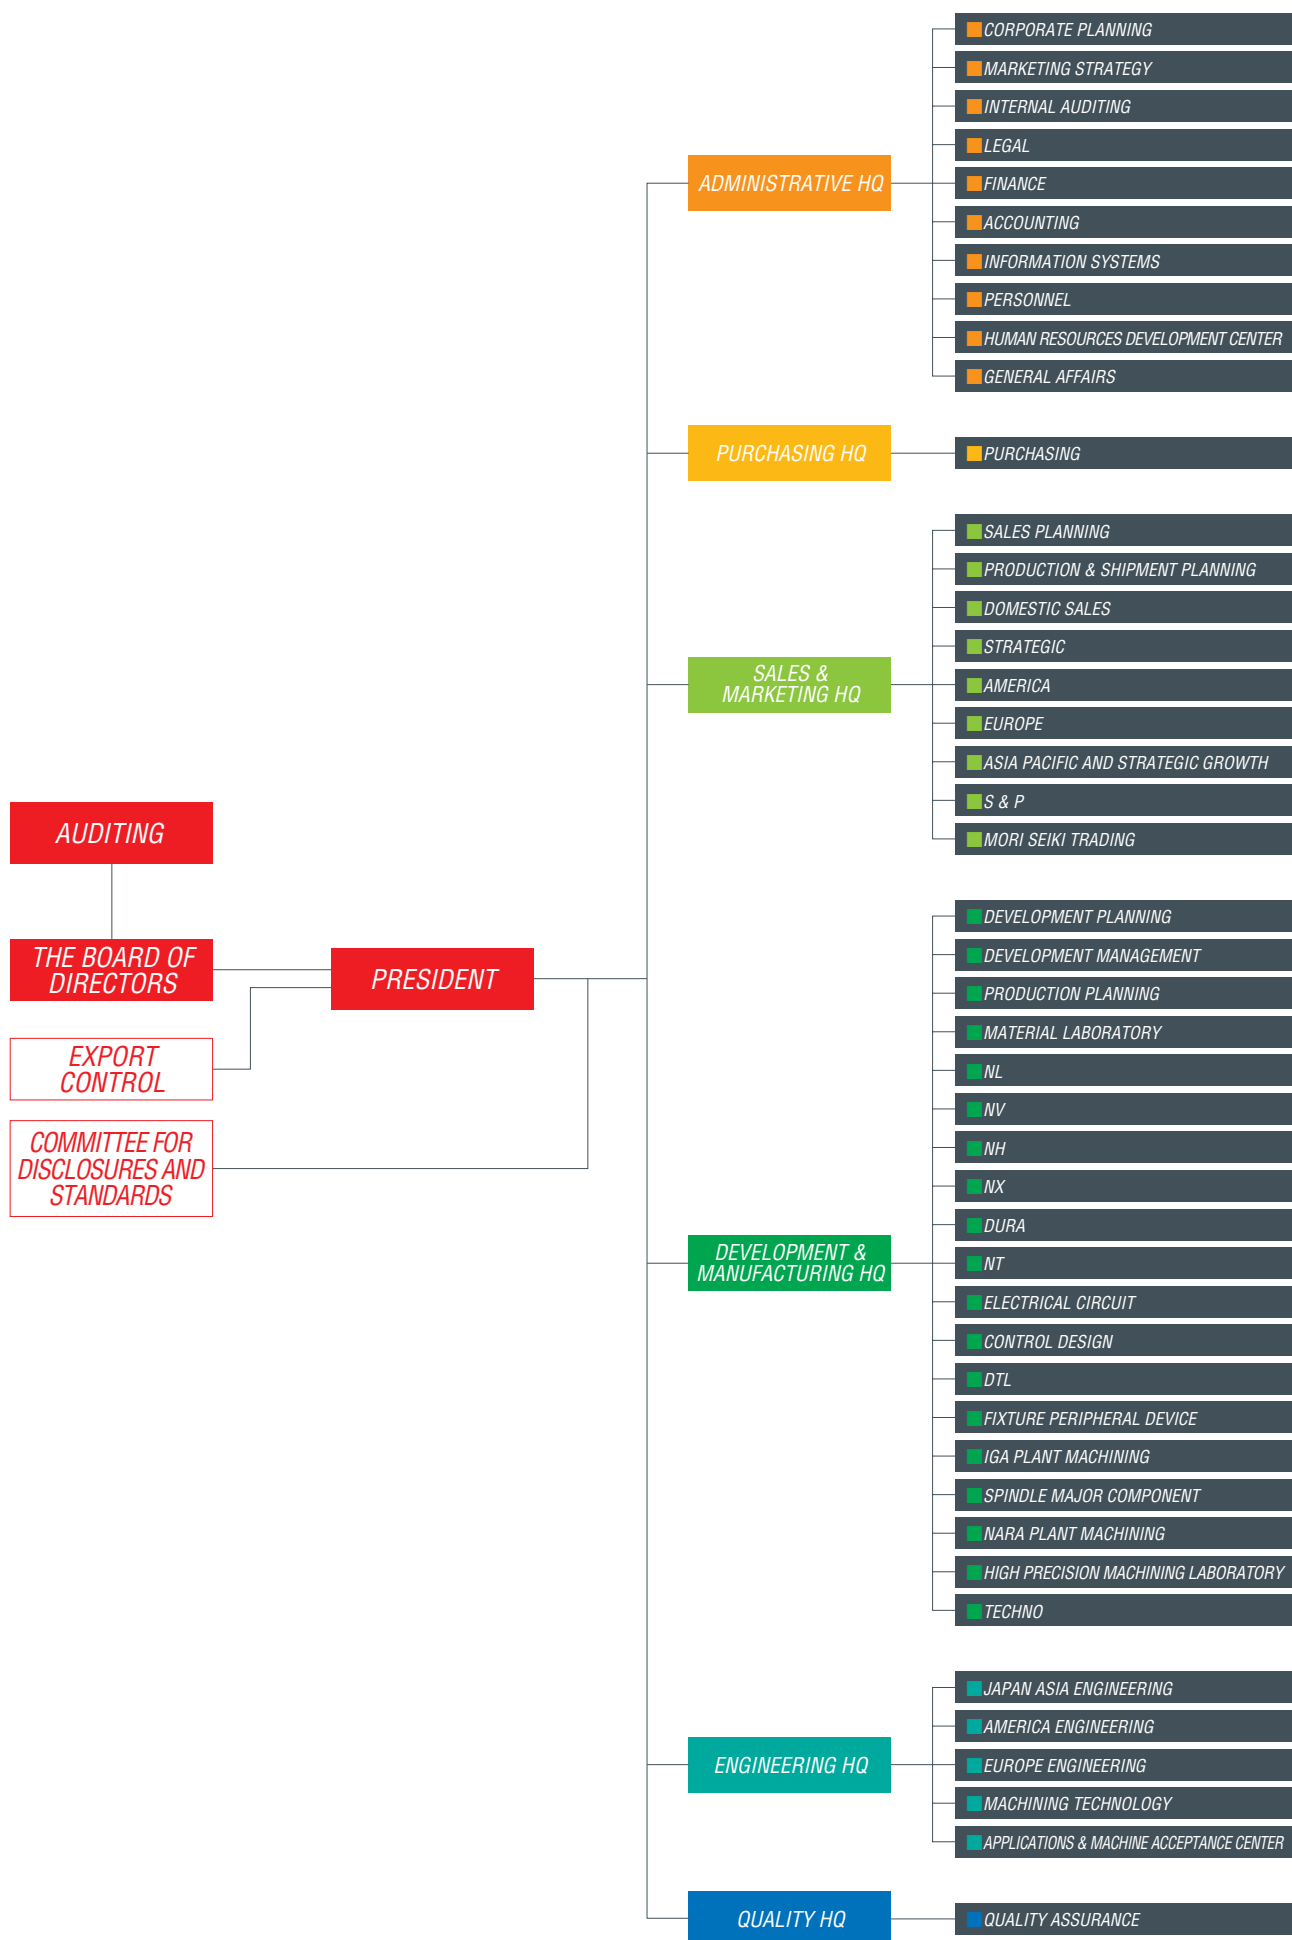 AUDITING
THE BOARD OF
DIRECTORS
EXPORT
CONTROL
COMMITTEE FOR
DISCLOSURES AND
STANDARDS
PRESIDENT
ADMINISTRATIVE HQ
CORPORATE PLANNING
MARKETING STRATEGY
INTERNAL AUDITING
LEGAL
FINANCE
ACCOUNTING
INFORMATION SYSTEMS
PERSONNEL
HUMAN RESOURCES DEVELOPMENT CENTER
GENERAL AFFAIRS
PURCHASING HQ
PURCHASING
SALES &
MARKETING HQ
SALES PLANNING
PRODUCTION & SHIPMENT PLANNING
DOMESTIC SALES
STRATEGIC
AMERICA
EUROPE
ASIA PACIFIC AND STRATEGIC GROWTH
S & P
MORI SEIKI TRADING
DEVELOPMENT &
MANUFACTURING HQ
DEVELOPMENT PLANNING
DEVELOPMENT MANAGEMENT
PRODUCTION PLANNING
MATERIAL LABORATORY
NL
NV
NH
NX
DURA
NT
ELECTRICAL CIRCUIT
CONTROL DESIGN
DTL
FIXTURE PERIPHERAL DEVICE
IGA PLANT MACHINING
SPINDLE MAJOR COMPONENT
NARA PLANT MACHINING
HIGH PRECISION MACHINING LABORATORY
TECHNO
ENGINEERING HQ
JAPAN ASIA ENGINEERING
AMERICA ENGINEERING
EUROPE ENGINEERING
MACHINING TECHNOLOGY
APPLICATIONS & MACHINE ACCEPTANCE CENTER
QUALITY HQ
QUALITY ASSURANCE